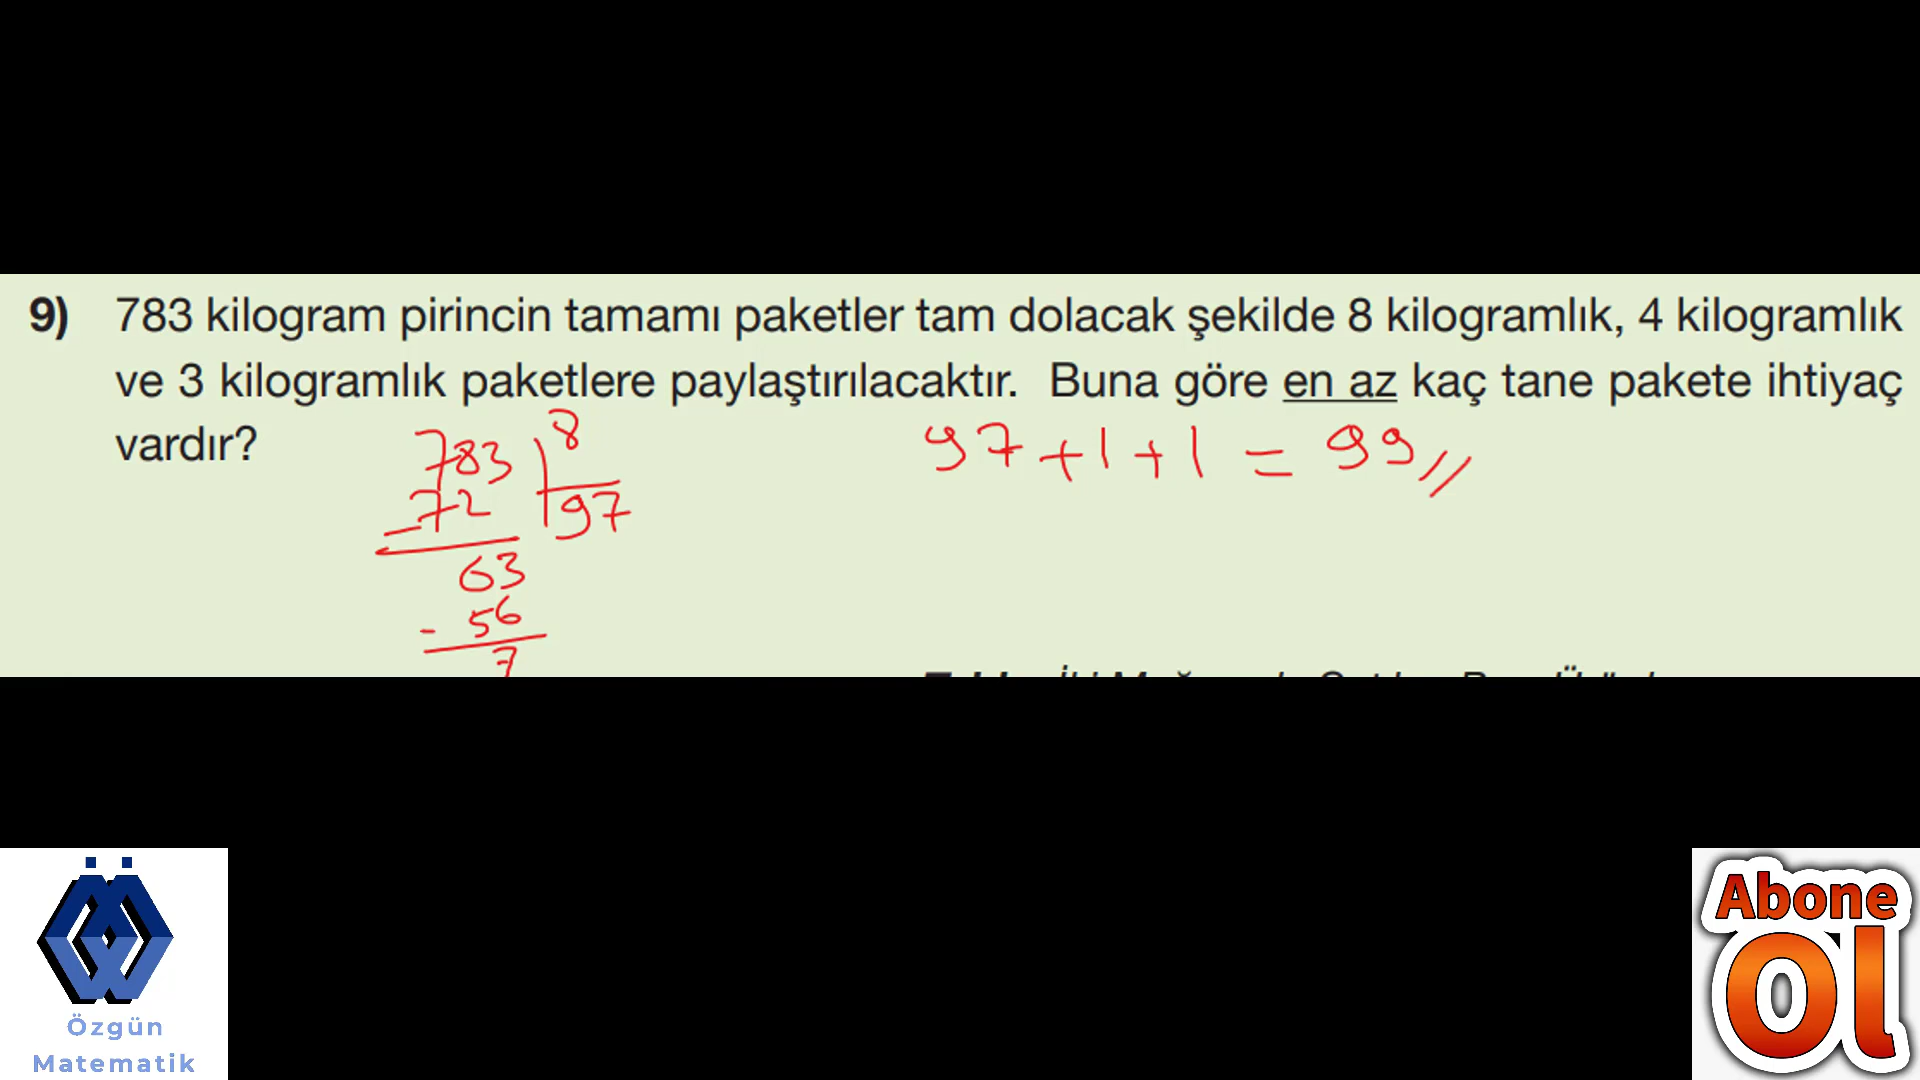 9) 783 kilogram pirincin tamamı paketler tam dolacak şekilde 8 kilogramlık, 4 kilogramlık
ve 3 kilogramlık paketlere paylaştırılacaktır. Buna göre en az kaç tane pakete ihtiyaç
vardır?
783 8
72 97
63
- 56
7
97 + 1 + 1 = 99 //
Özgün
Matematik
Abone
Ol